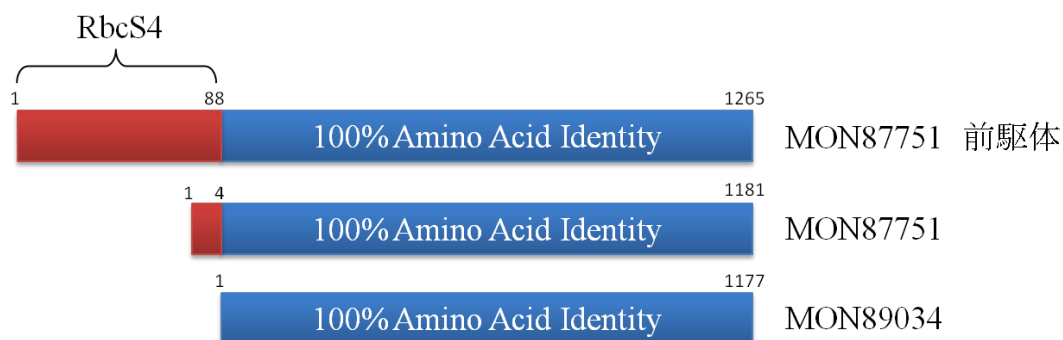 RbcS4
1 88 1265
100% Amino Acid Identity MON87751 前駆体
1 4 1181
100% Amino Acid Identity MON87751
1 1177
100% Amino Acid Identity MON89034